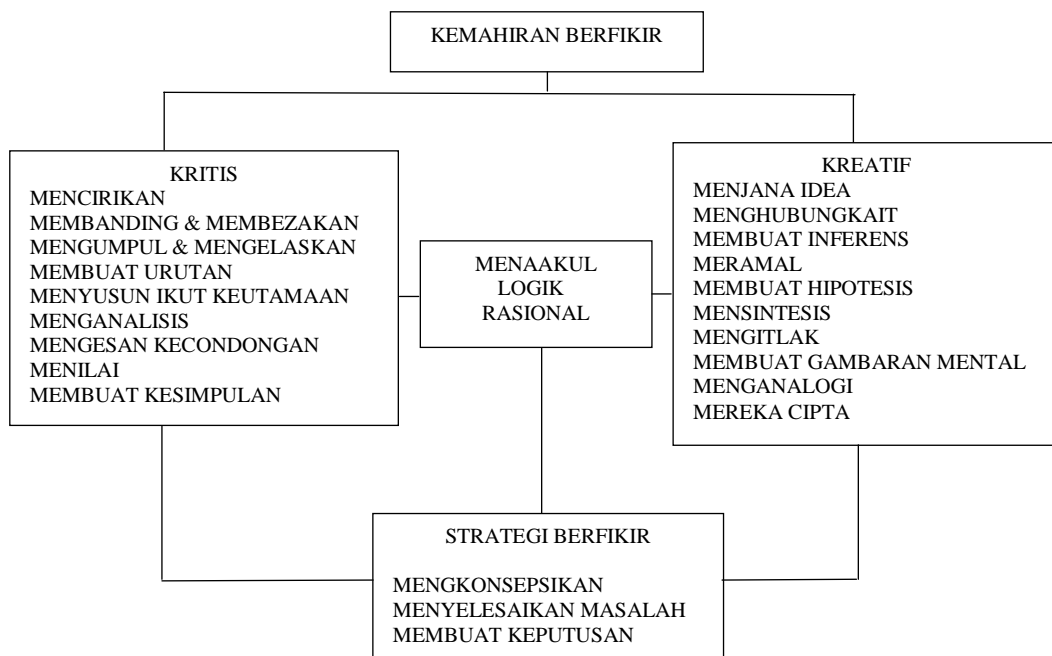 KEMAHIRAN BERFIKIR
KRITIS
MENCIRIKAN
MEMBANDING & MEMBEZAKAN
MENGUMPUL & MENGELASKAN
MEMBUAT URUTAN
MENYUSUN IKUT KEUTAMAAN
MENGANALISIS
MENGESAN KECONDONGAN
MENILAI
MEMBUAT KESIMPULAN
MENAAKUL
LOGIK
RASIONAL
KREATIF
MENJANA IDEA
MENGHUBUNGKAIT
MEMBUAT INFERENS
MERAMAL
MEMBUAT HIPOTESIS
MENSINTESIS
MENGITLAK
MEMBUAT GAMBARAN MENTAL
MENGANALOGI
MEREKA CIPTA
STRATEGI BERFIKIR
MENGKONSEPSIKAN
MENYELESAIKAN MASALAH
MEMBUAT KEPUTUSAN